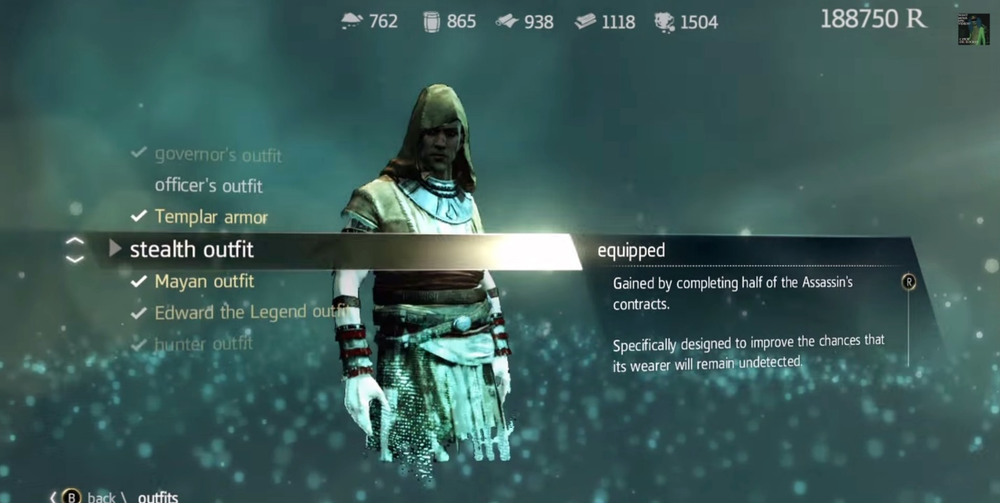 762 865 938 1118 1504 188750 R
governor's outfit
officer's outfit
Templar armor
stealth outfit
Mayan outfit
Edward the Legend outfit
hunter outfit
equipped
R
Gained by completing half of the Assassin's
contracts.
Specifically designed to improve the chances that
its wearer will remain undetected.
B back \ outfits